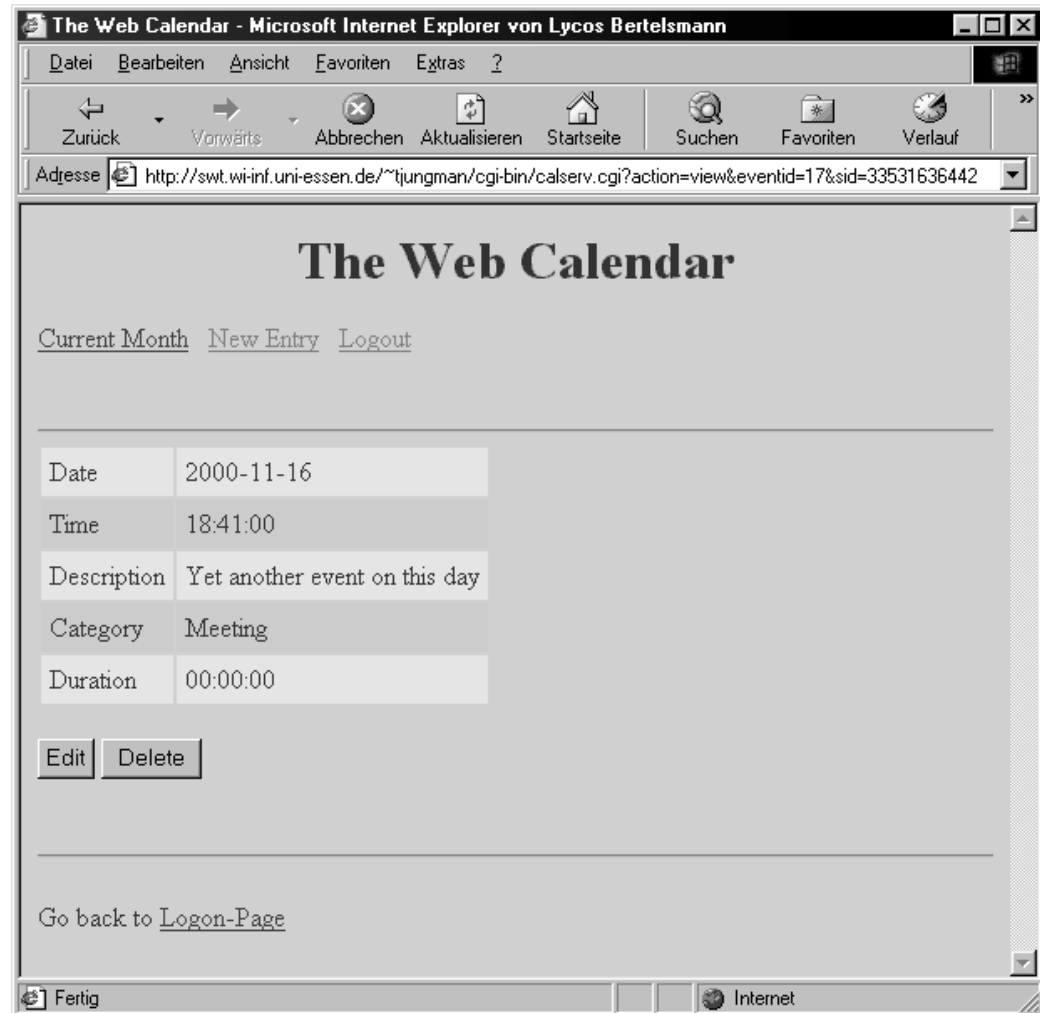 The Web Calendar - Microsoft Internet Explorer von Lycos Bertelsmann
Datei Bearbeiten Ansicht Favoriten Extras ?
Zurück Vorwärts Abbrechen Aktualisieren Startseite Suchen Favoriten Verlauf »
Adresse http://swt.wi-inf.uni-essen.de/~tjungman/cgi-bin/calserv.cgi?action=view&eventid=17&sid=33531636442
The Web Calendar
Current Month New Entry Logout
Date 2000-11-16
Time 18:41:00
Description Yet another event on this day
Category Meeting
Duration 00:00:00
Edit Delete
Go back to Logon-Page
Fertig Internet